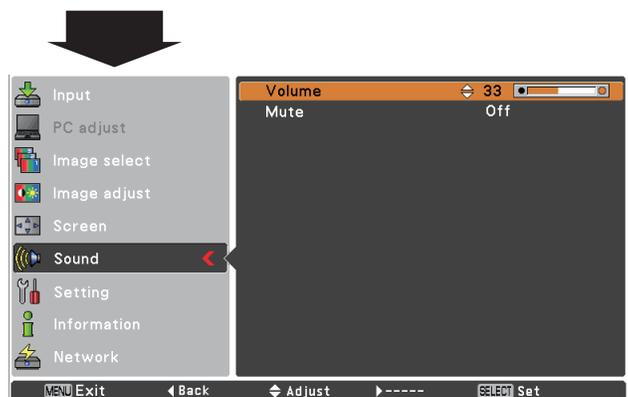 Input
PC adjust
Image select
Image adjust
Screen
Sound
Setting
Information
Network
Volume 33
Mute Off
MENU Exit Back Adjust ----- SELECT Set